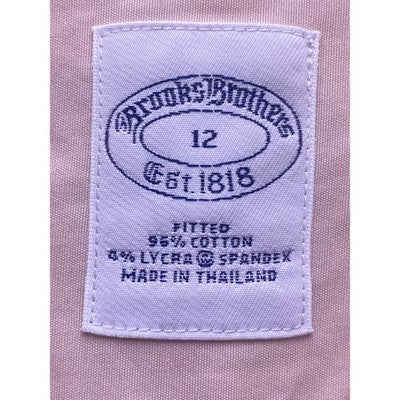 Brooks Brothers
12
Est. 1818
FITTED
96% COTTON
4% LYCRA® SPANDEX
MADE IN THAILAND